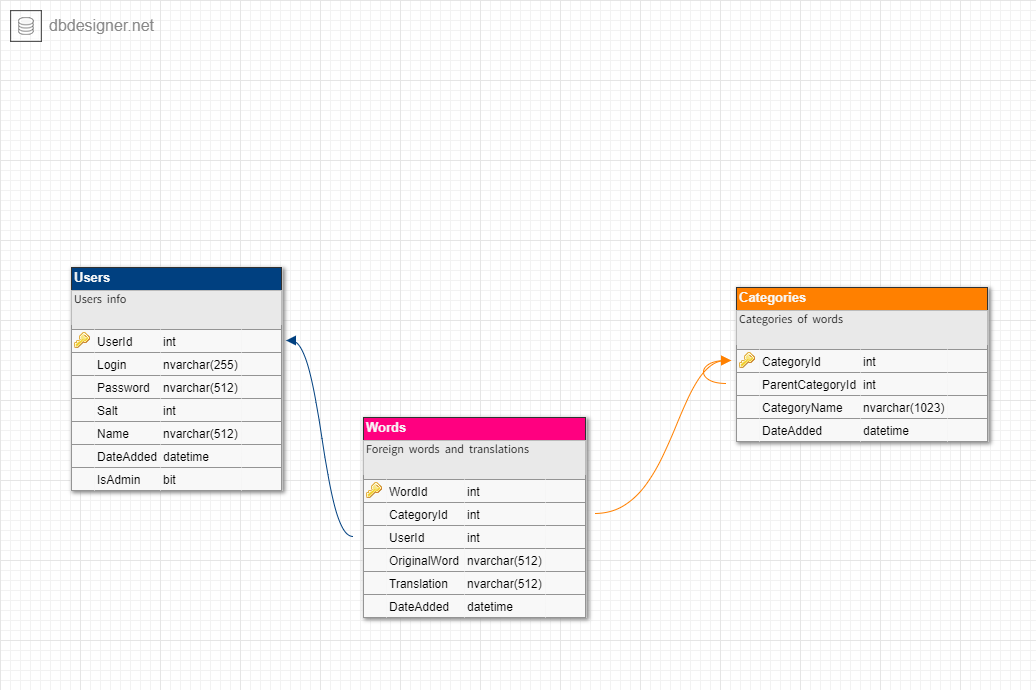 dbdesigner.net
Users
Users info
UserId int
Login nvarchar(255)
Password nvarchar(512)
Salt int
Name nvarchar(512)
DateAdded datetime
IsAdmin bit
Words
Foreign words and translations
WordId int
CategoryId int
UserId int
OriginalWord nvarchar(512)
Translation nvarchar(512)
DateAdded datetime
Categories
Categories of words
CategoryId int
ParentCategoryId int
CategoryName nvarchar(1023)
DateAdded datetime